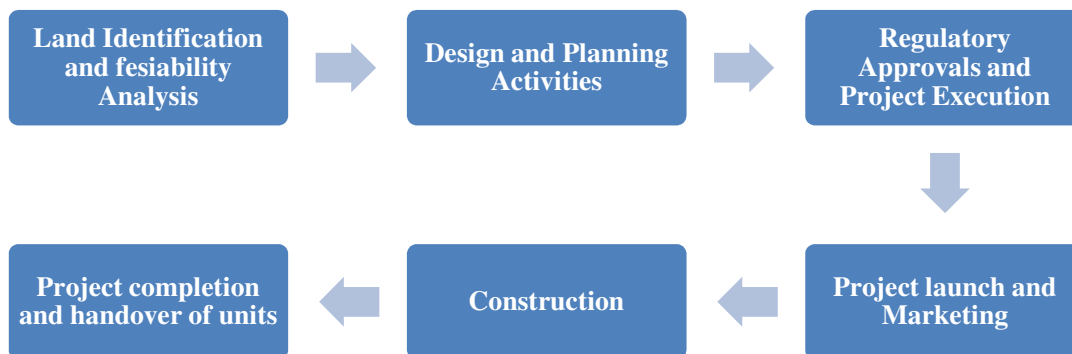 Land Identification
and fesiability
Analysis
Design and Planning
Activities
Regulatory
Approvals and
Project Execution
Project launch and
Marketing
Construction
Project completion
and handover of units